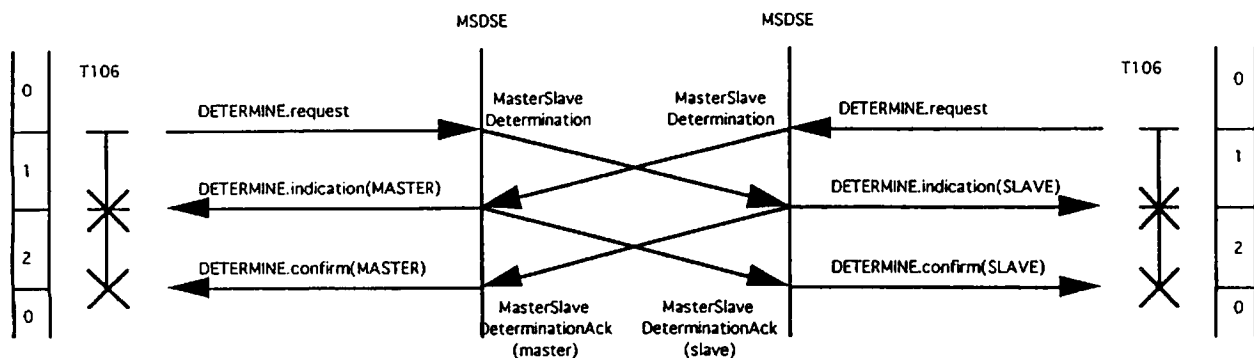 MSDSE
MSDSE
T106
T106
0
0
DETERMINE.request
MasterSlave
Determination
MasterSlave
Determination
DETERMINE.request
1
1
DETERMINE.indication(MASTER)
DETERMINE.indication(SLAVE)
2
2
DETERMINE.confirm(MASTER)
DETERMINE.confirm(SLAVE)
0
0
MasterSlave
DeterminationAck
(master)
MasterSlave
DeterminationAck
(slave)